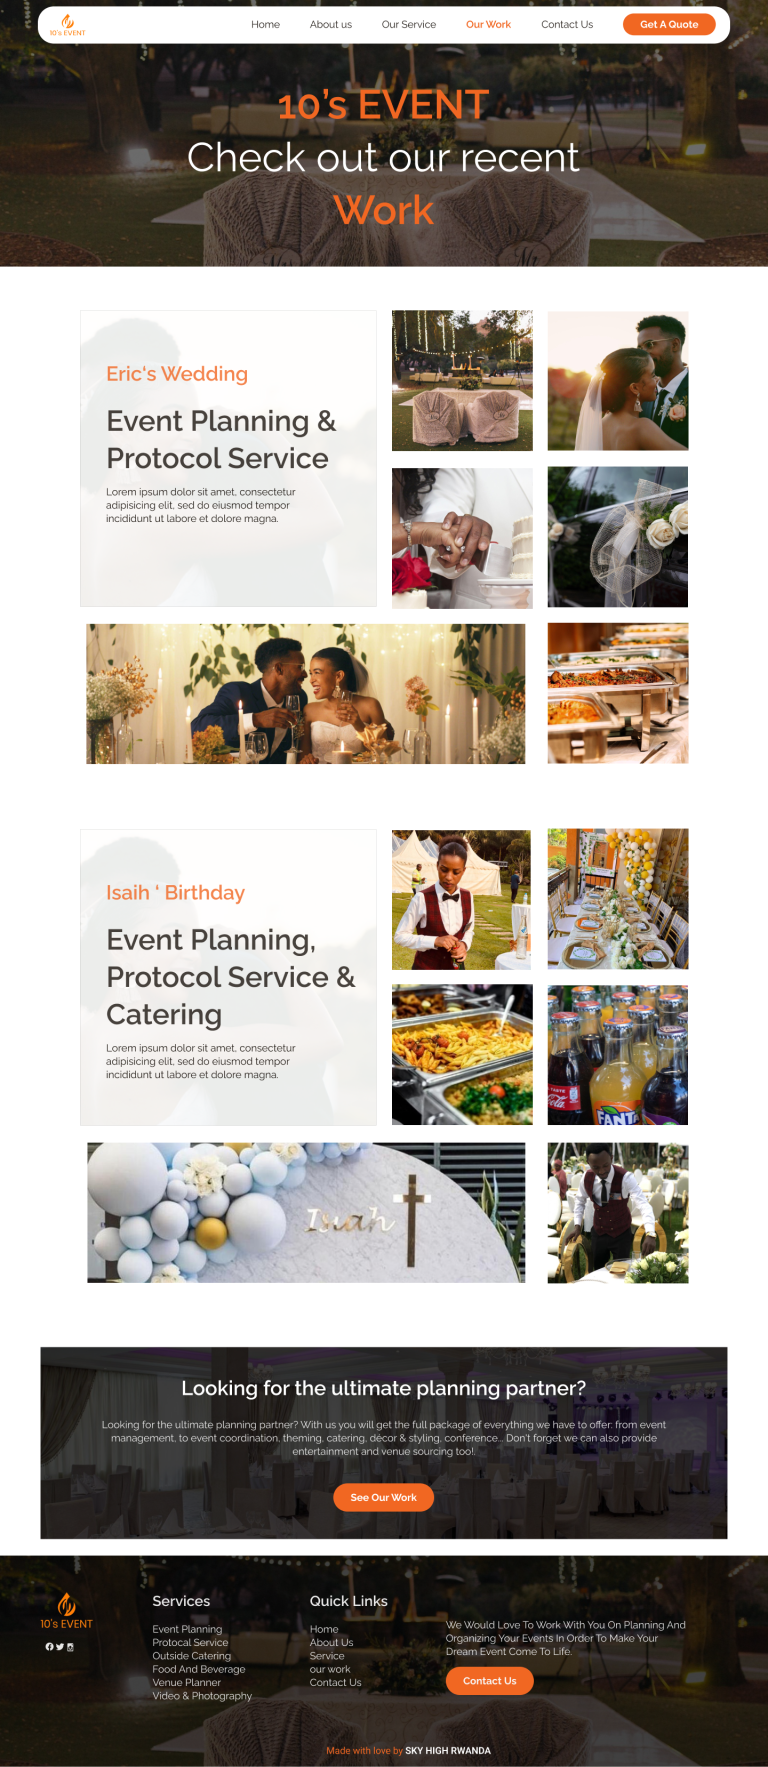 10's EVENT
Home
About us
Our Service
Our Work
Contact Us
Get A Quote
10's EVENT
Check out our recent
Work
Eric's Wedding
Event Planning &
Protocol Service
Lorem ipsum dolor sit amet, consectetur
adipisicing elit, sed do eiusmod tempor
incididunt ut labore et dolore magna.
Isaih ' Birthday
Event Planning,
Protocol Service &
Catering
Lorem ipsum dolor sit amet, consectetur
adipisicing elit, sed do eiusmod tempor
incididunt ut labore et dolore magna.
FANTA
Isaiah
Looking for the ultimate planning partner?
Looking for the ultimate planning partner? With us you will get the full package of everything we have to offer; from event
management, to event coordination, theming, catering, décor & styling, conference... Don't forget we can also provide
entertainment and venue sourcing too!
See Our Work
10's EVENT
Services
Event Planning
Protocal Service
Outside Catering
Food And Beverage
Venue Planner
Video & Photography
Quick Links
Home
About Us
Service
our work
Contact Us
We Would Love To Work With You On Planning And
Organizing Your Events In Order To Make Your
Dream Event Come To Life.
Contact Us
Made with love by SKY HIGH RWANDA